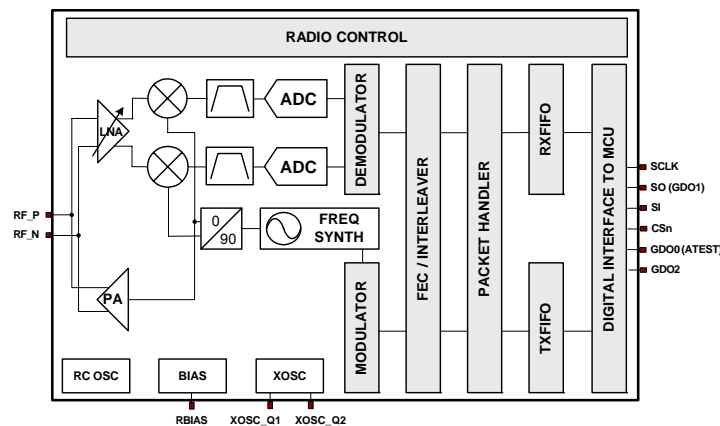 RADIO CONTROL
LNA
ADC
ADC
DEMODULATOR
FEC / INTERLEAVER
PACKET HANDLER
RXFIFO
DIGITAL INTERFACE TO MCU
SCLK
SO (GDO1)
SI
CSn
GDO0 (ATEST)
GDO2
RF_P
RF_N
0
90
FREQ
SYNTH
PA
MODULATOR
TXFIFO
RC OSC
BIAS
XOSC
RBIAS
XOSC_Q1
XOSC_Q2